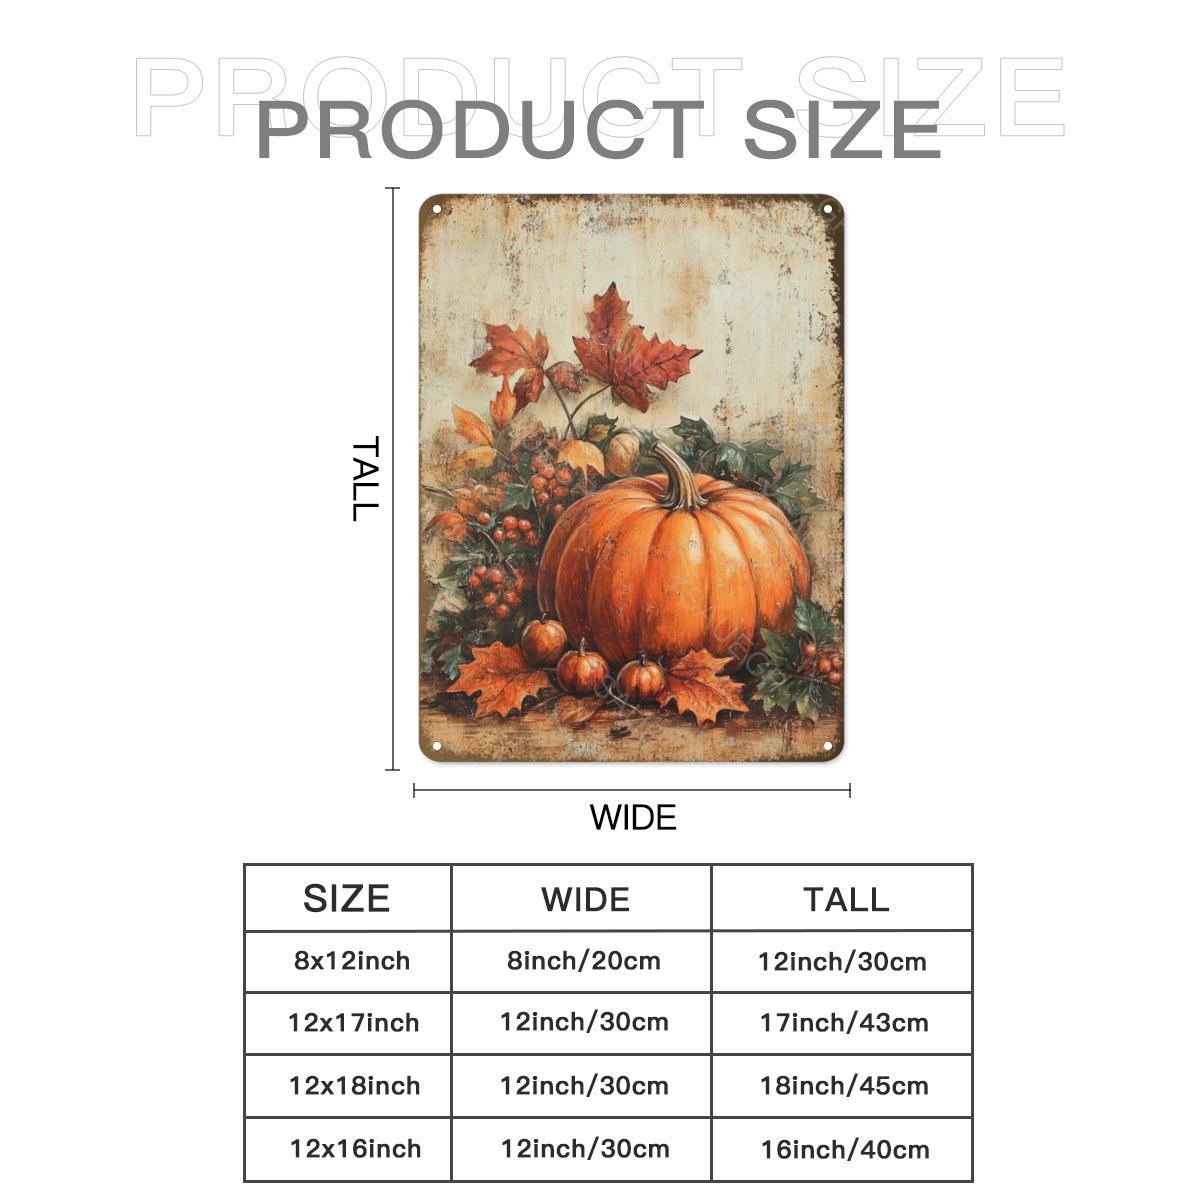 PRODUCT SIZE
PRODUCT SIZE
TALL
WIDE
SIZE WIDE TALL
8x12inch 8inch/20cm 12inch/30cm
12x17inch 12inch/30cm 17inch/43cm
12x18inch 12inch/30cm 18inch/45cm
12x16inch 12inch/30cm 16inch/40cm